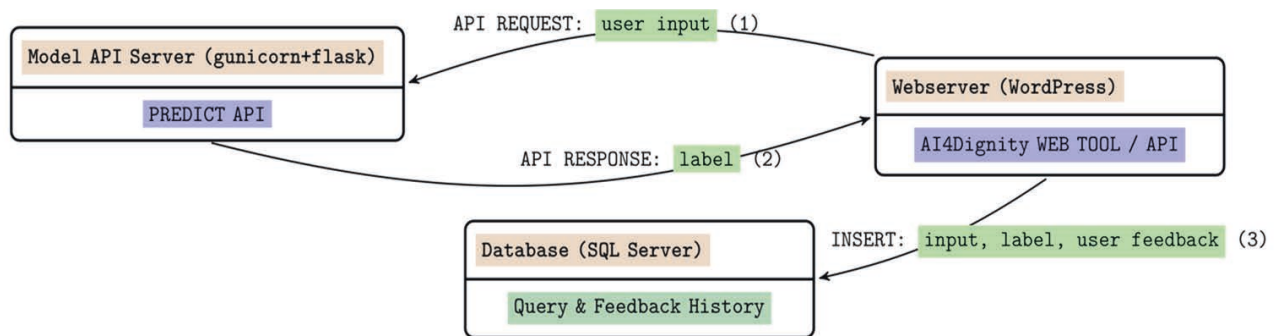 API REQUEST: user input (1)
Model API Server (gunicorn+flask)
PREDICT API
Webserver (WordPress)
AI4Dignity WEB TOOL / API
API RESPONSE: label (2)
Database (SQL Server)
Query & Feedback History
INSERT: input, label, user feedback (3)